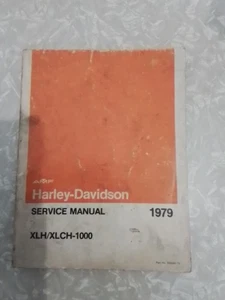 Harley-Davidson
SERVICE MANUAL 1979
XLH/XLCH-1000